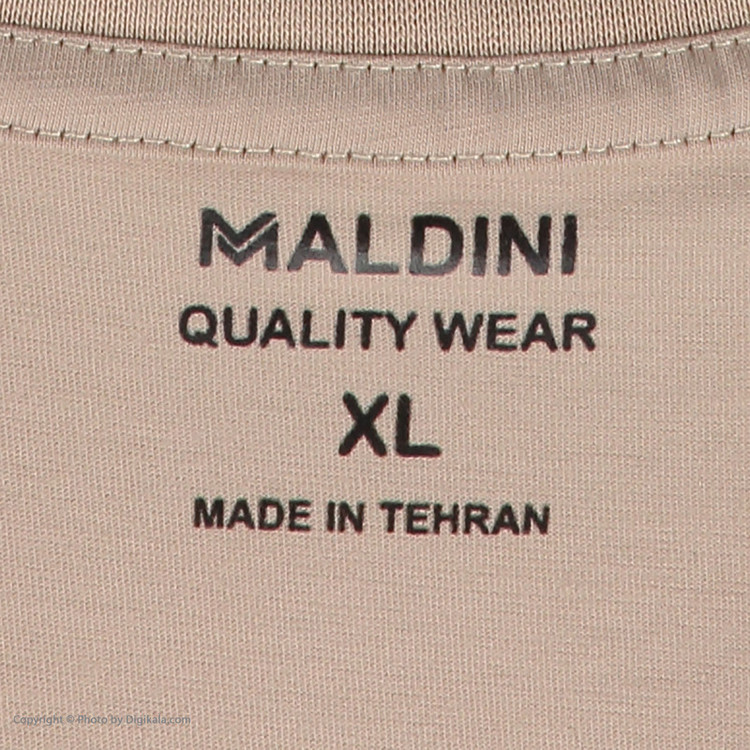 MALDINI
QUALITY WEAR
XL
MADE IN TEHRAN
Copyright © Photo by Digikala.com